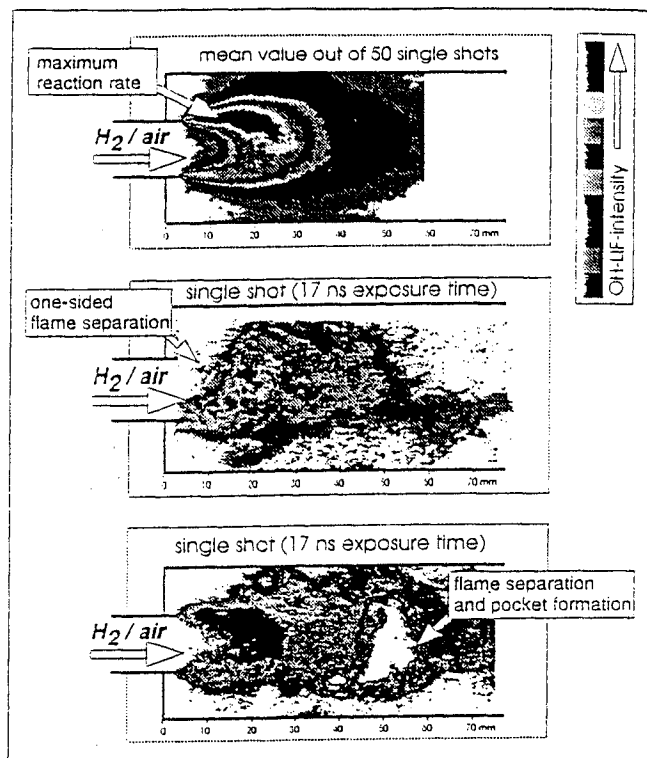 mean value out of 50 single shots
maximum
reaction rate
H2 / air
0 10 20 30 40 50 60 70 mm
OH-LIF-intensity
single shot (17 ns exposure time)
one-sided
flame separation
H2 / air
0 10 20 30 40 50 60 70 mm
single shot (17 ns exposure time)
flame separation
and pocket formation
H2 / air
0 10 20 30 40 50 60 70 mm